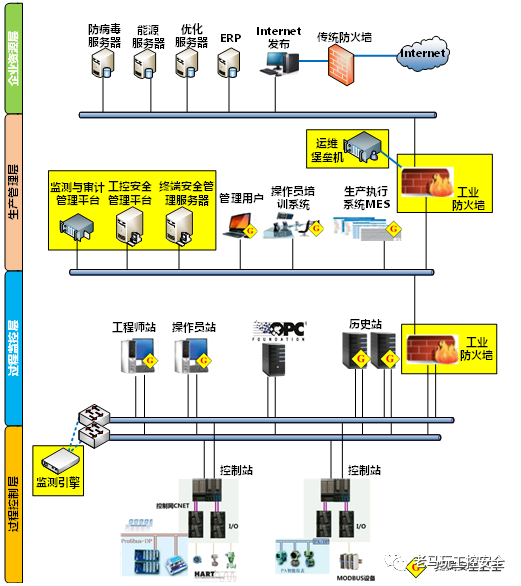 企业资源层
防病毒
服务器
能源
服务器
优化
服务器
ERP
Internet
发布
传统防火墙
Internet
生产管理层
运维
堡垒机
工业
防火墙
监测与审计
管理平台
工控安全
管理平台
终端安全管
理服务器
管理用户
G
操作员培
训系统
G
生产执行
系统MES
G
过程监控层
工程师站
G
操作员站
G
OPC
FOUNDATION
历史站
G
G
工业
防火墙
过程控制层
监测引擎
控制站
控制网CNET
I/O
Profibus-DP
HART
控制站
I/O
PA智能仪表
MODBUS设备
G
老马玩工控安全